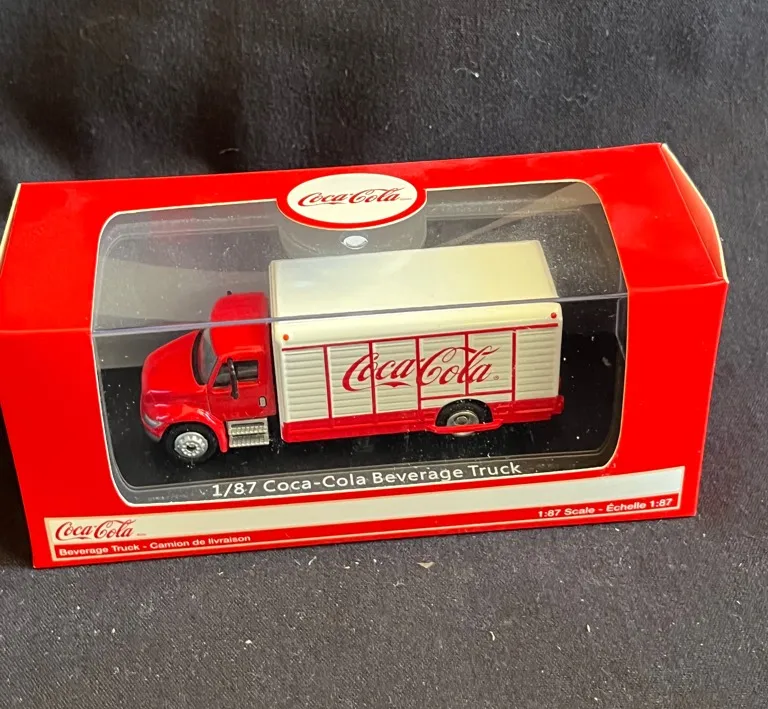 Coca-Cola
Coca-Cola
1/87 Coca-Cola Beverage Truck
Coca-Cola
1:87 Scale - Échelle 1:87
Beverage Truck - Camion de livraison